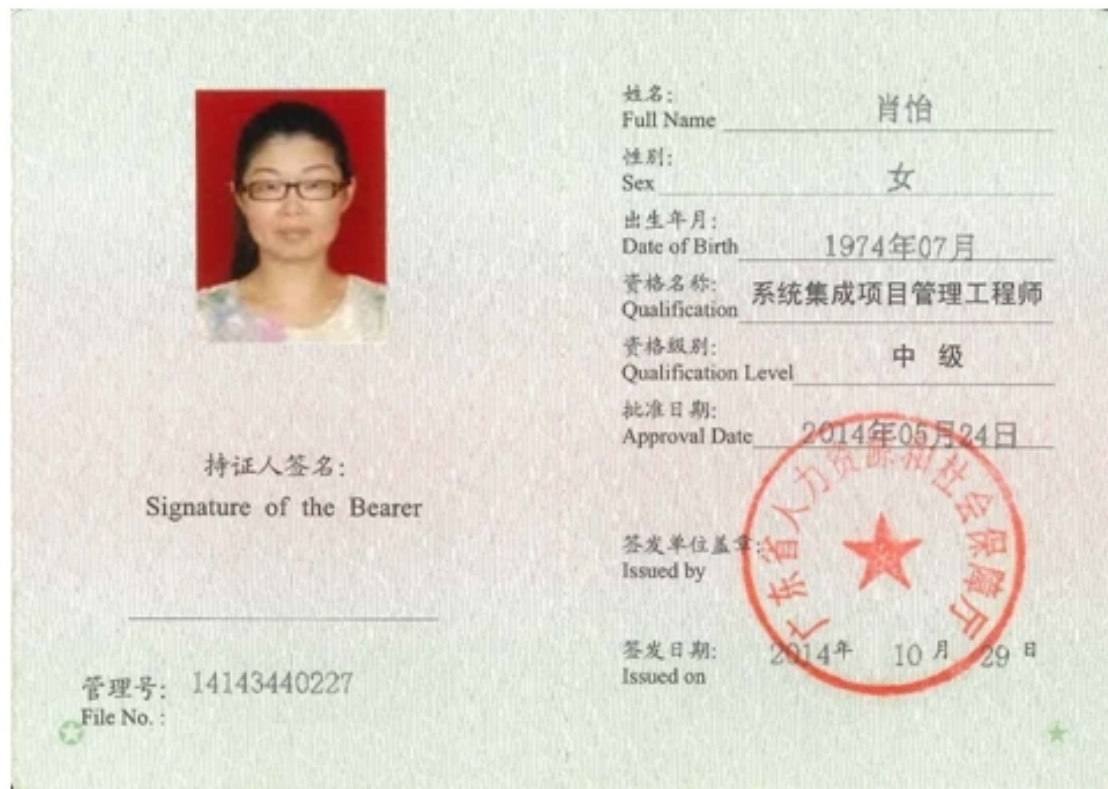 持证人签名:
Signature of the Bearer
管理号: 14143440227
File No. :
姓名: 肖怡
Full Name
性别: 女
Sex
出生年月: 1974年07月
Date of Birth
资格名称: 系统集成项目管理工程师
Qualification
资格级别: 中 级
Qualification Level
批准日期: 2014年05月24日
Approval Date
广东省人力资源和社会保障厅
签发单位盖章:
Issued by
签发日期: 2014年 10月 29日
Issued on